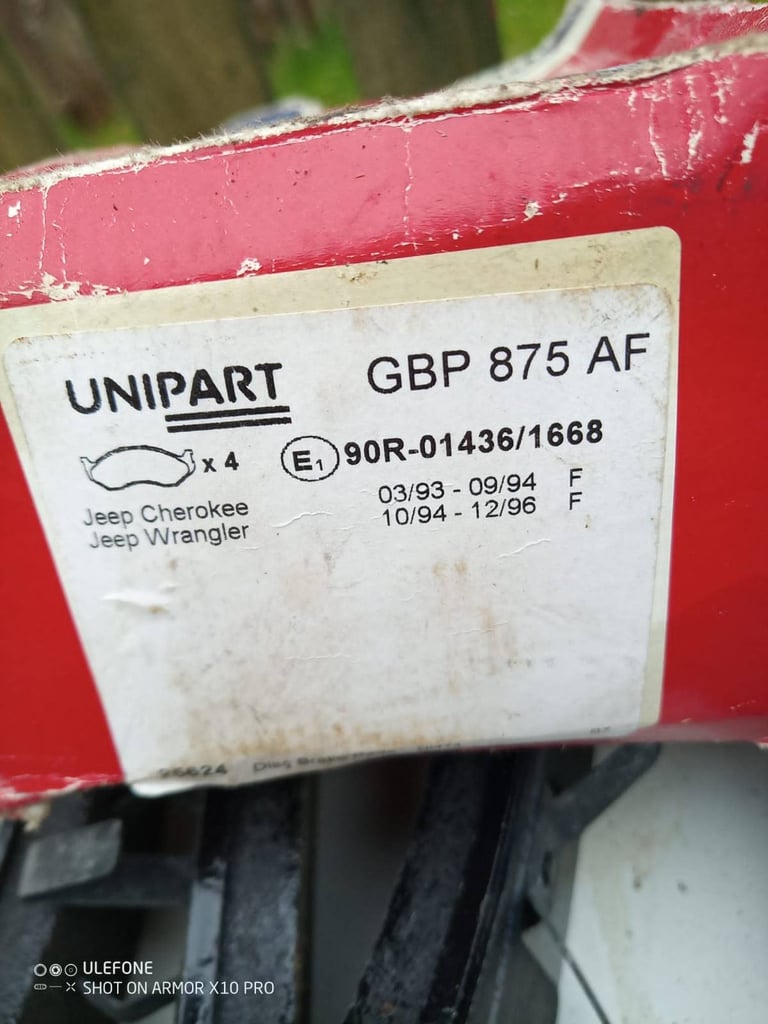 UNIPART
GBP 875 AF
x 4
E1 90R-01436/1668
Jeep Cherokee 03/93 - 09/94 F
Jeep Wrangler 10/94 - 12/96 F
ULEFONE
SHOT ON ARMOR X10 PRO